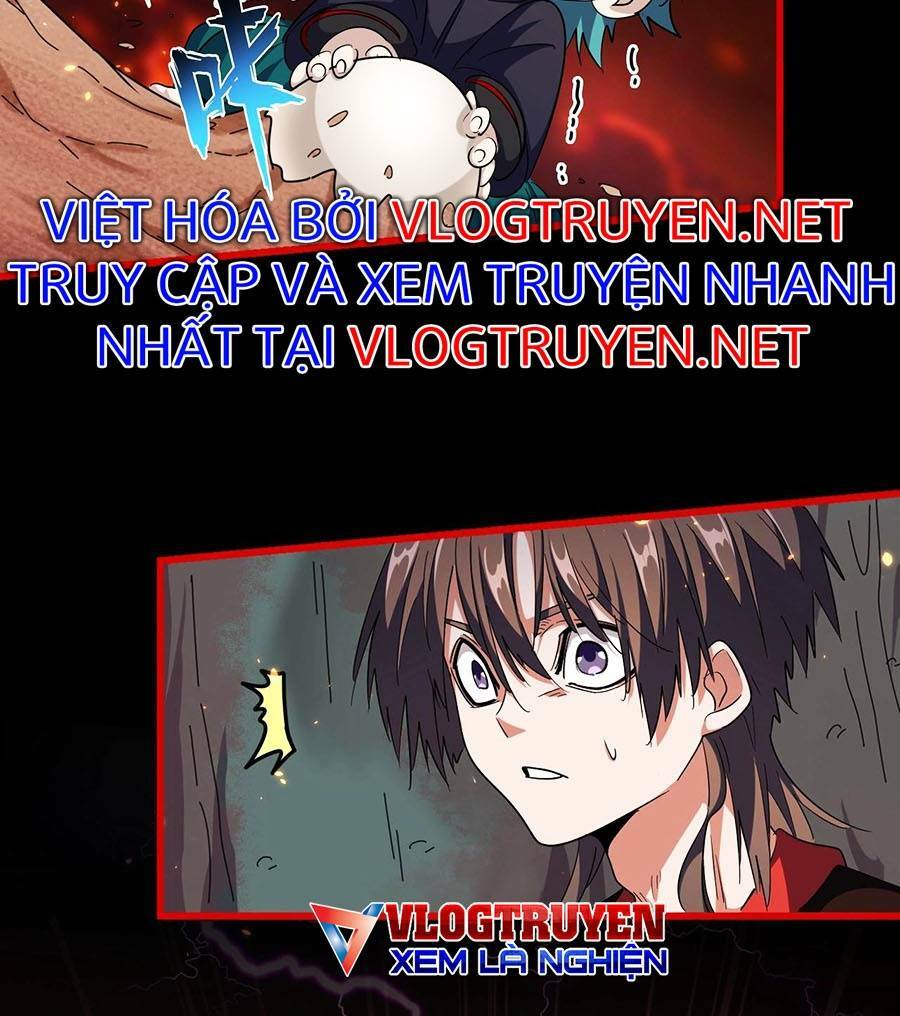 咔
VIỆT HÓA BỞI VLOGTRUYEN.NET
TRUY CẬP VÀ XEM TRUYỆN NHANH
NHẤT TẠI VLOGTRUYEN.NET
VLOGTRUYEN
XEM LÀ NGHIỆN